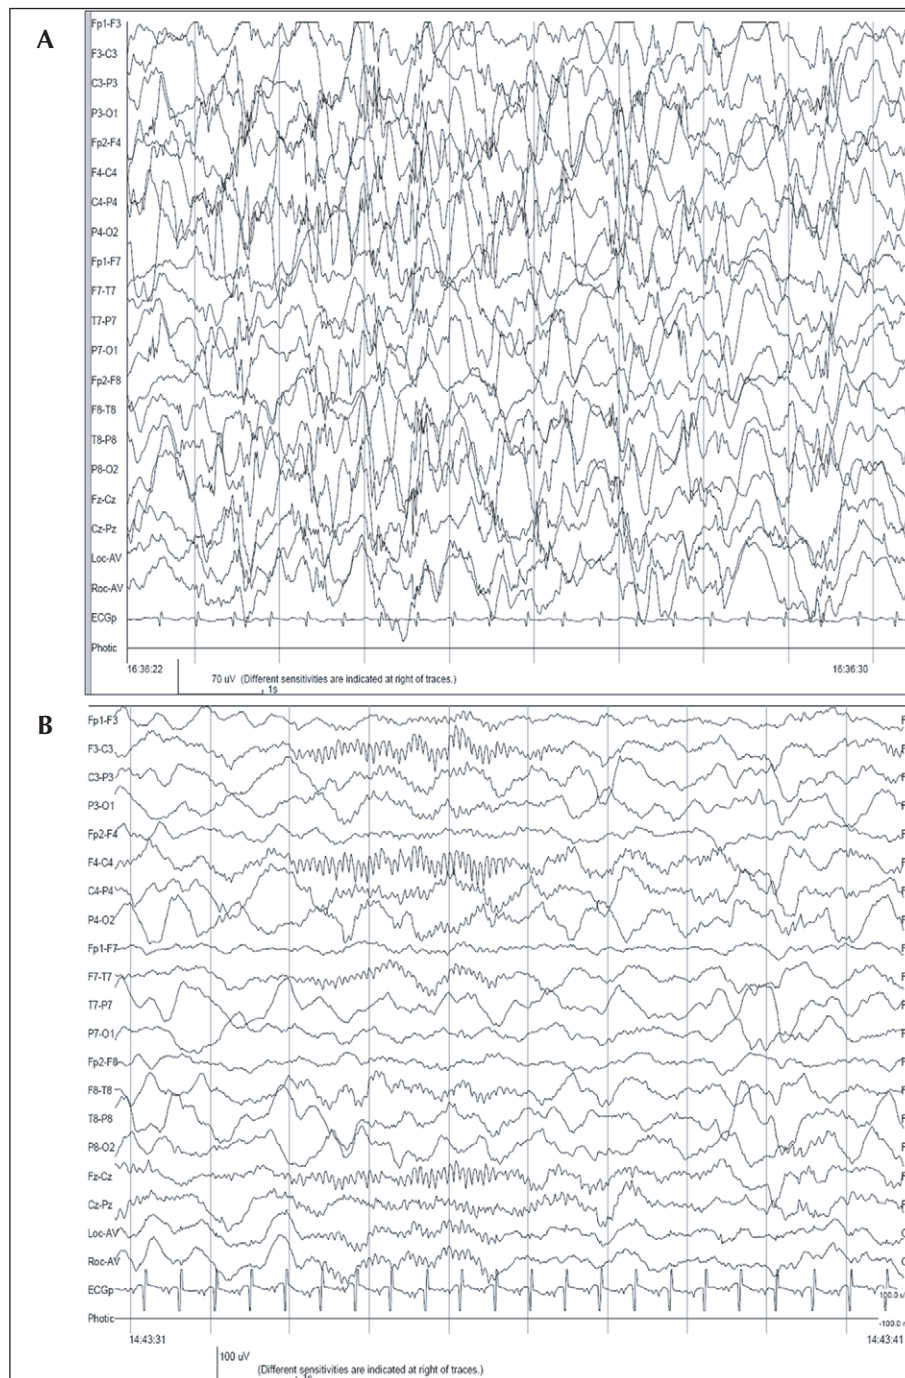 A
Fp1-F3
F3-C3
C3-P3
P3-O1
Fp2-F4
F4-C4
C4-P4
P4-O2
Fp1-F7
F7-T7
T7-P7
P7-O1
Fp2-F8
F8-T8
T8-P8
P8-O2
Fz-Cz
Cz-Pz
Loc-AV
Roc-AV
ECGp
Photic
16:36:22 16:36:30
70 uV (Different sensitivities are indicated at right of traces.)
1s
B
Fp1-F3
F3-C3
C3-P3
P3-O1
Fp2-F4
F4-C4
C4-P4
P4-O2
Fp1-F7
F7-T7
T7-P7
P7-O1
Fp2-F8
F8-T8
T8-P8
P8-O2
Fz-Cz
Cz-Pz
Loc-AV
Roc-AV
ECGp
Photic
14:43:31 14:43:41
100 uV
(Different sensitivities are indicated at right of traces.)